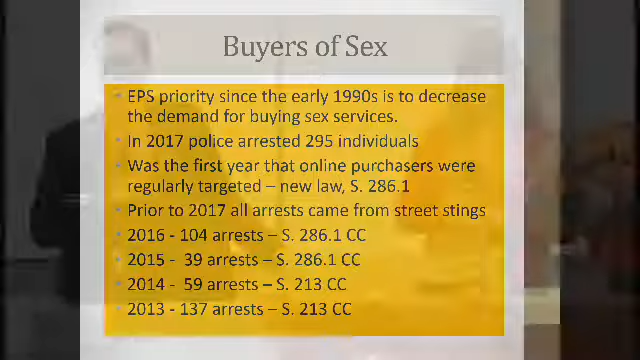 Buyers of Sex
EPS priority since the early 1990s is to decrease
the demand for buying sex services.
In 2017 police arrested 295 individuals
Was the first year that online purchasers were
regularly targeted – new law, S. 286.1
Prior to 2017 all arrests came from street stings
2016 - 104 arrests – S. 286.1 CC
2015 -  39 arrests – S. 286.1 CC
2014 -  59 arrests – S. 213 CC
2013 - 137 arrests – S. 213 CC